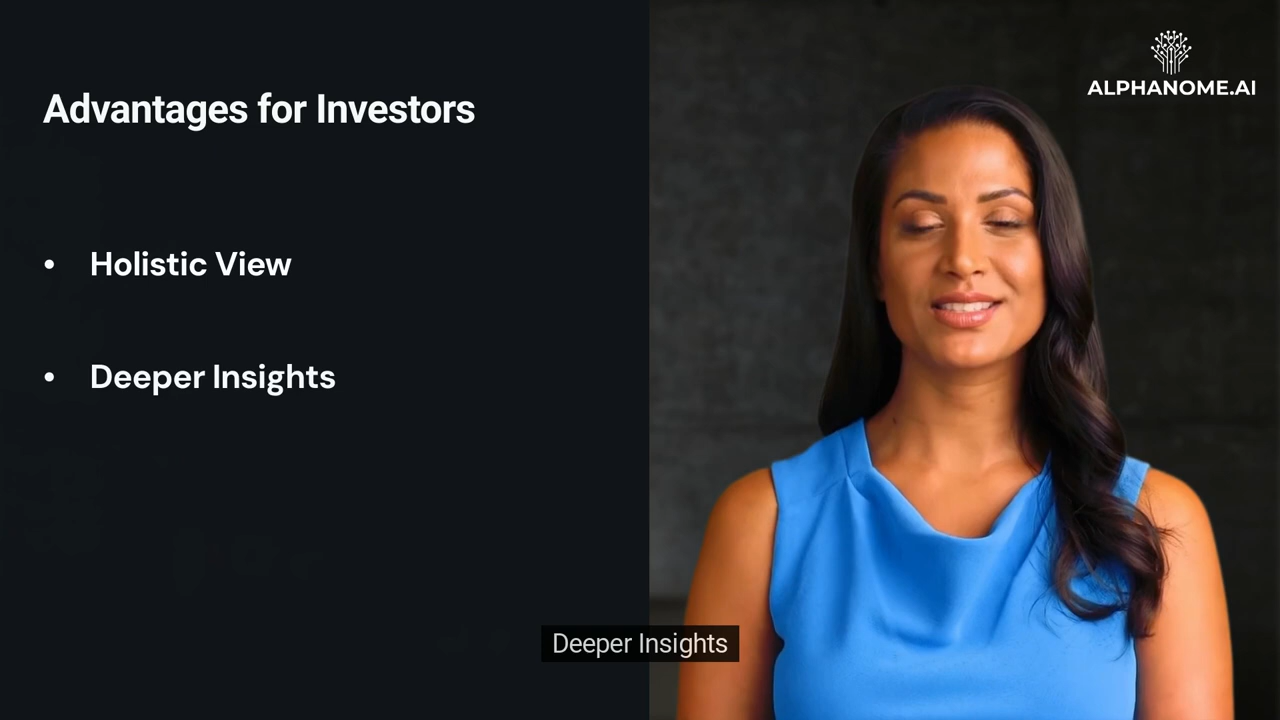 ALPHANOME.AI
Advantages for Investors
• Holistic View
• Deeper Insights
Deeper Insights